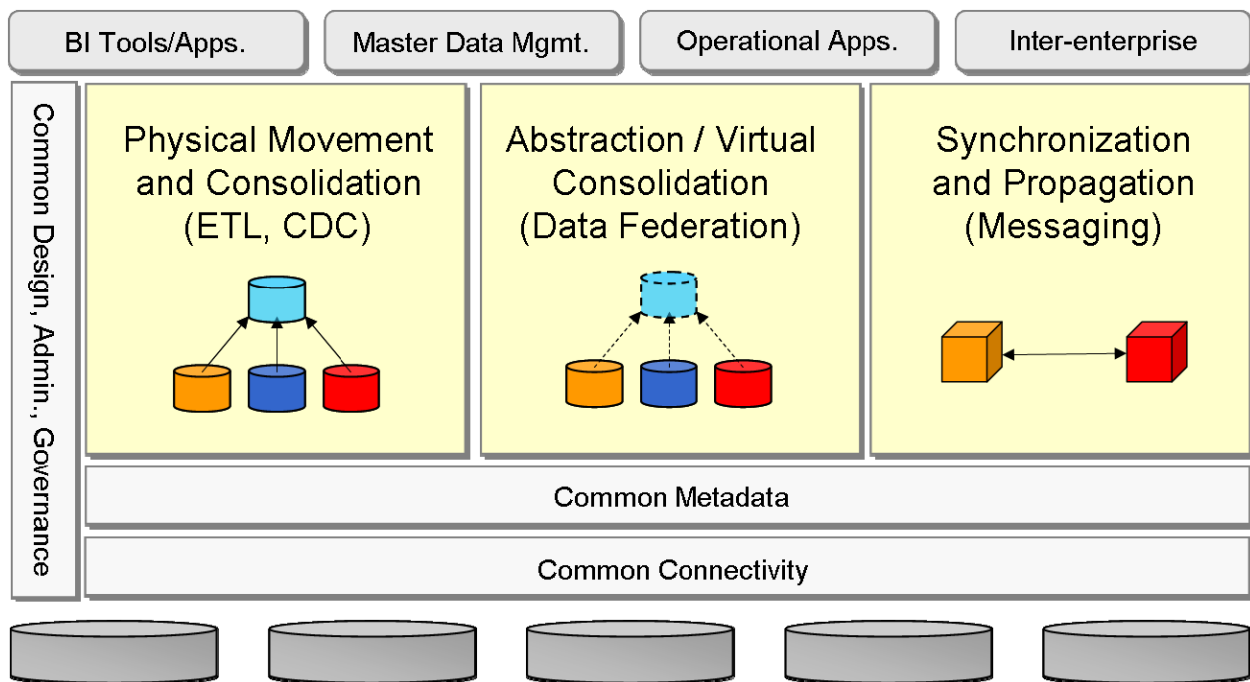 BI Tools/Apps.
Master Data Mgmt.
Operational Apps.
Inter-enterprise
Common Design, Admin., Governance
Physical Movement
and Consolidation
(ETL, CDC)
Abstraction / Virtual
Consolidation
(Data Federation)
Synchronization
and Propagation
(Messaging)
Common Metadata
Common Connectivity